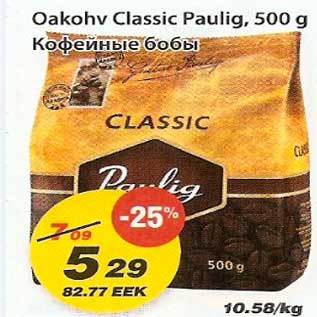 Oakohv Classic Paulig, 500 g
Кофейные бобы
CLASSIC
Paulig
-25%
7 09
5 29
82.77 EEK
500 g
10.58/kg